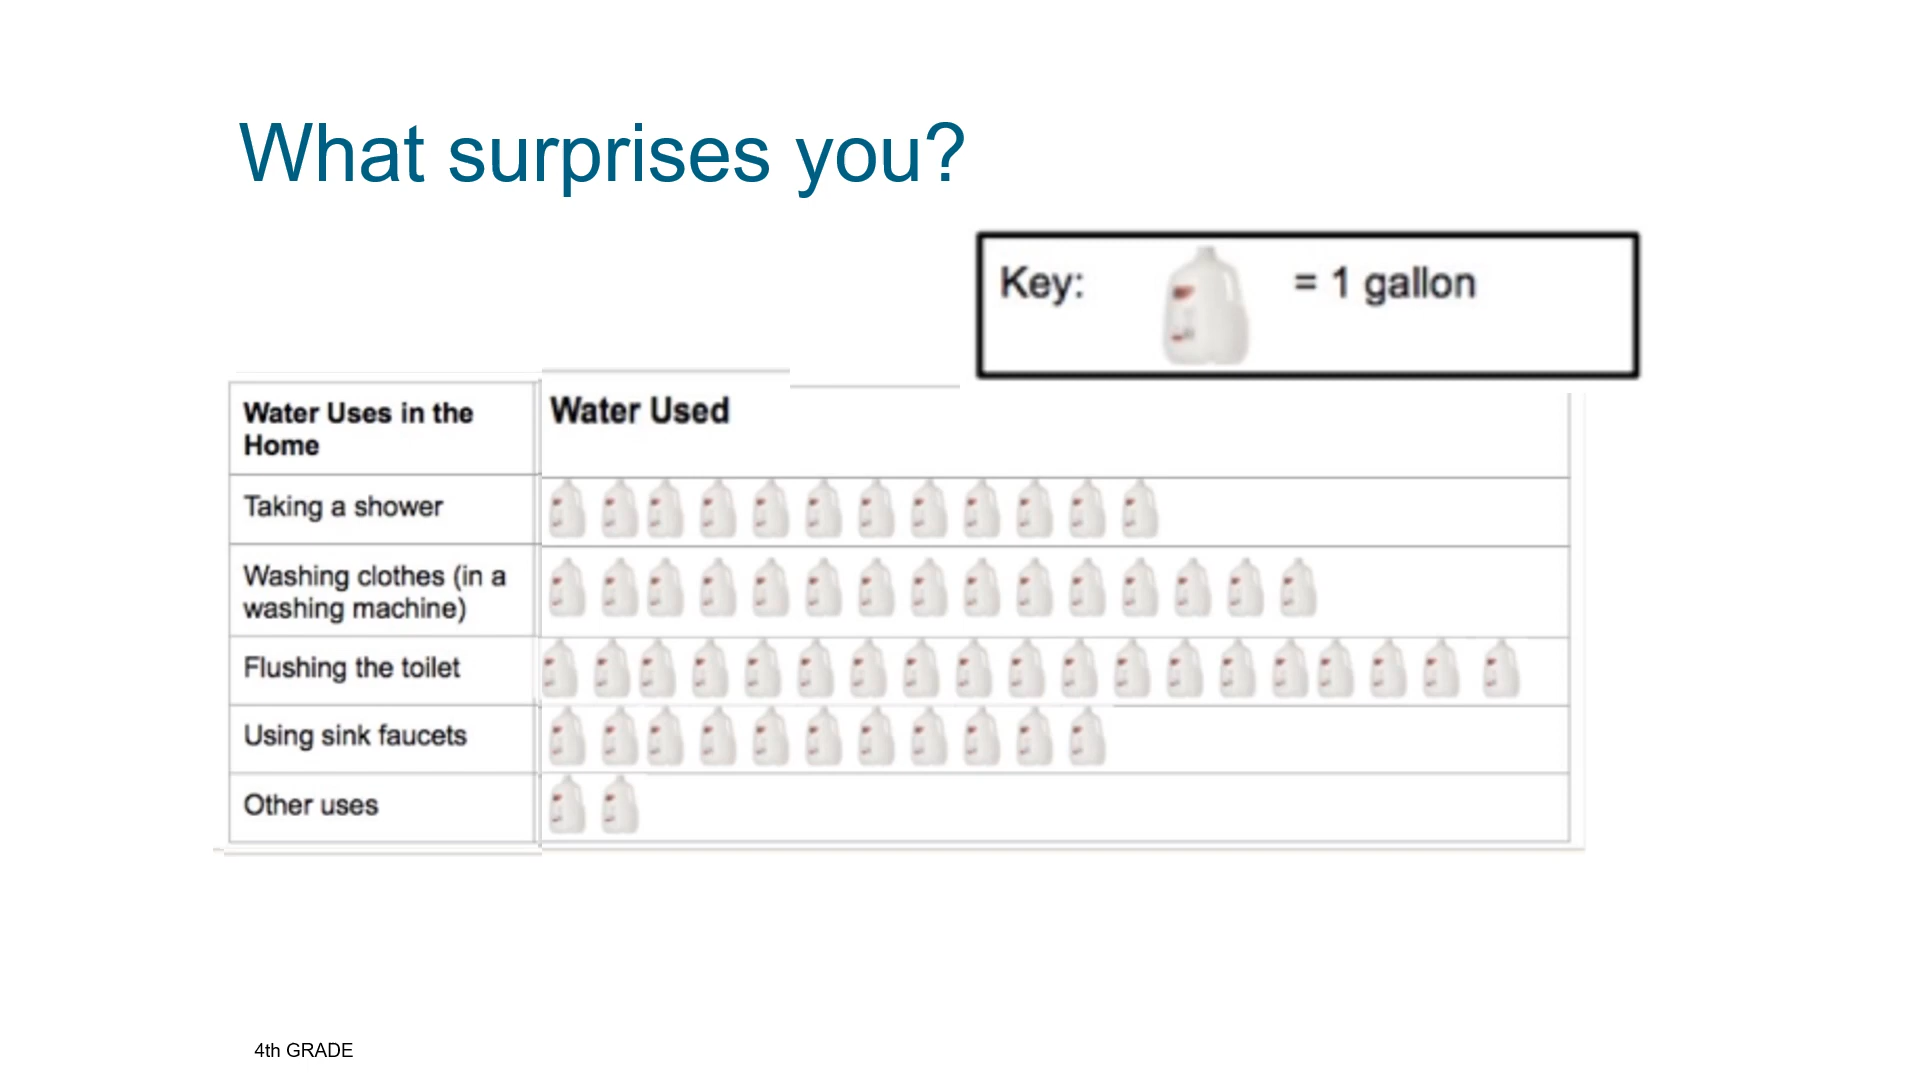 What surprises you?
Key: = 1 gallon
Water Uses in the
Home
Water Used
Taking a shower
Washing clothes (in a
washing machine)
Flushing the toilet
Using sink faucets
Other uses
4th GRADE